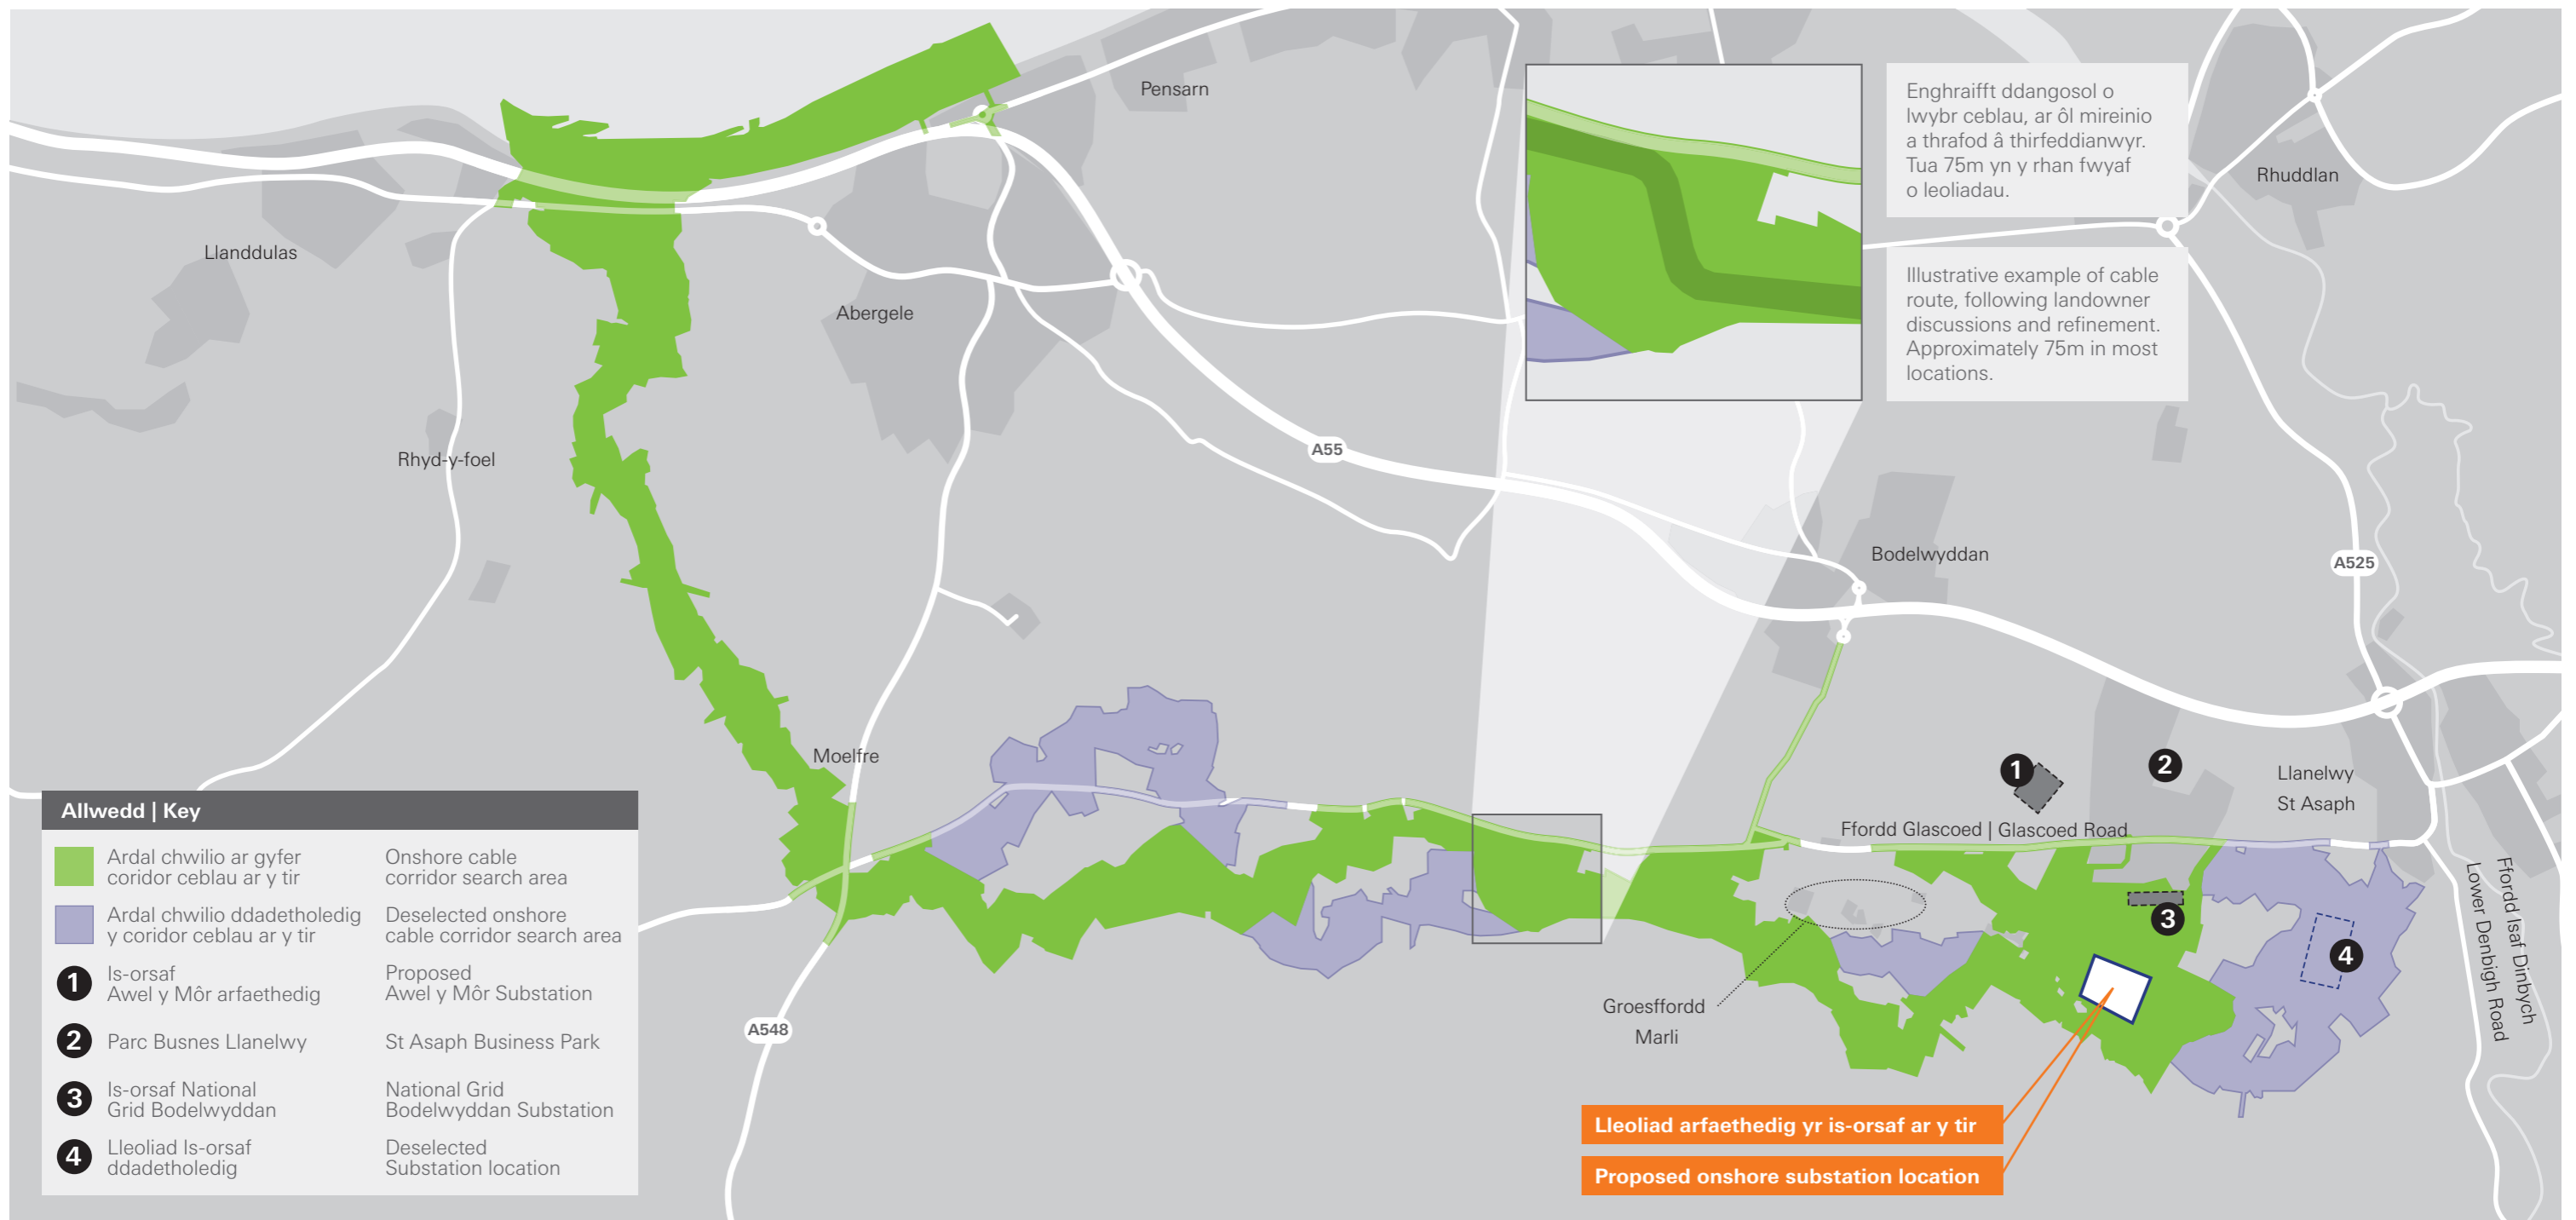 Pensarn
Enghraifft ddangosol o
lwybr ceblau, ar ôl mireinio
a thrafod â thirfeddianwyr.
Tua 75m yn y rhan fwyaf
o leoliadau.
Rhuddlan
Llanddulas
Illustrative example of cable
route, following landowner
discussions and refinement.
Approximately 75m in most
locations.
Abergele
A55
Rhyd-y-foel
Bodelwyddan
A525
Moelfre
1
2
Llanelwy
St Asaph
Ffordd Glascoed | Glascoed Road
3
4
Ffordd Isaf Dinbych
Lower Denbigh Road
Groesffordd
Marli
A548
Lleoliad arfaethedig yr is-orsaf ar y tir
Proposed onshore substation location
Allwedd | Key
Ardal chwilio ar gyfer
coridor ceblau ar y tir
Onshore cable
corridor search area
Ardal chwilio ddadetholedig
y coridor ceblau ar y tir
Deselected onshore
cable corridor search area
1
Is-orsaf
Awel y Môr arfaethedig
Proposed
Awel y Môr Substation
2
Parc Busnes Llanelwy
St Asaph Business Park
3
Is-orsaf National
Grid Bodelwyddan
National Grid
Bodelwyddan Substation
4
Lleoliad Is-orsaf
ddadetholedig
Deselected
Substation location